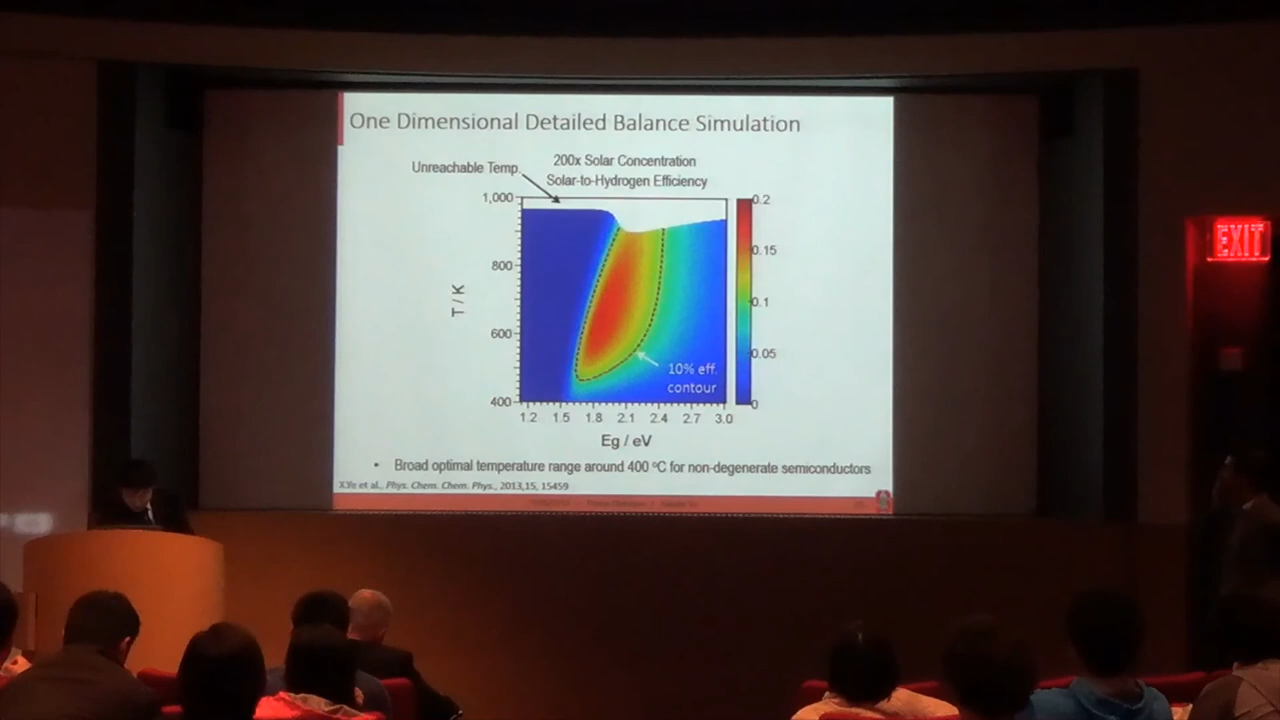 One Dimensional Detailed Balance Simulation
Unreachable Temp.
200x Solar Concentration
Solar-to-Hydrogen Efficiency
1,000
800
600
400
T / K
1.2 1.5 1.8 2.1 2.4 2.7 3.0
Eg / eV
10% eff.
contour
0.2
0.15
0.1
0.05
0
• Broad optimal temperature range around 400 °C for non-degenerate semiconductors
X.Ye et al., Phys. Chem. Chem. Phys., 2013,15, 15459
EXIT